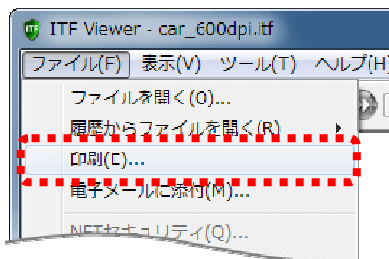 ITF Viewer - car_600dpi.itf
ファイル(F) 表示(V) ツール(T) ヘルプ(H
ファイルを開く(O)...
履歴からファイルを開く(R)
印刷(C)...
電子メールに添付(M)...
NETセキュリティ(Q)...